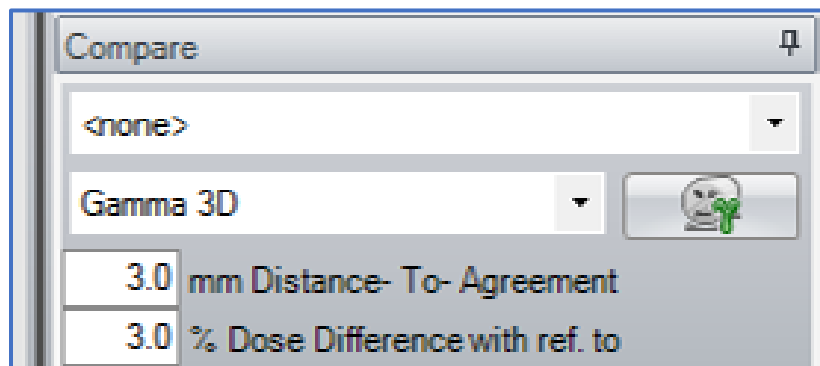 Compare
<none>
Gamma 3D
3.0 mm Distance- To- Agreement
3.0 % Dose Difference with ref. to